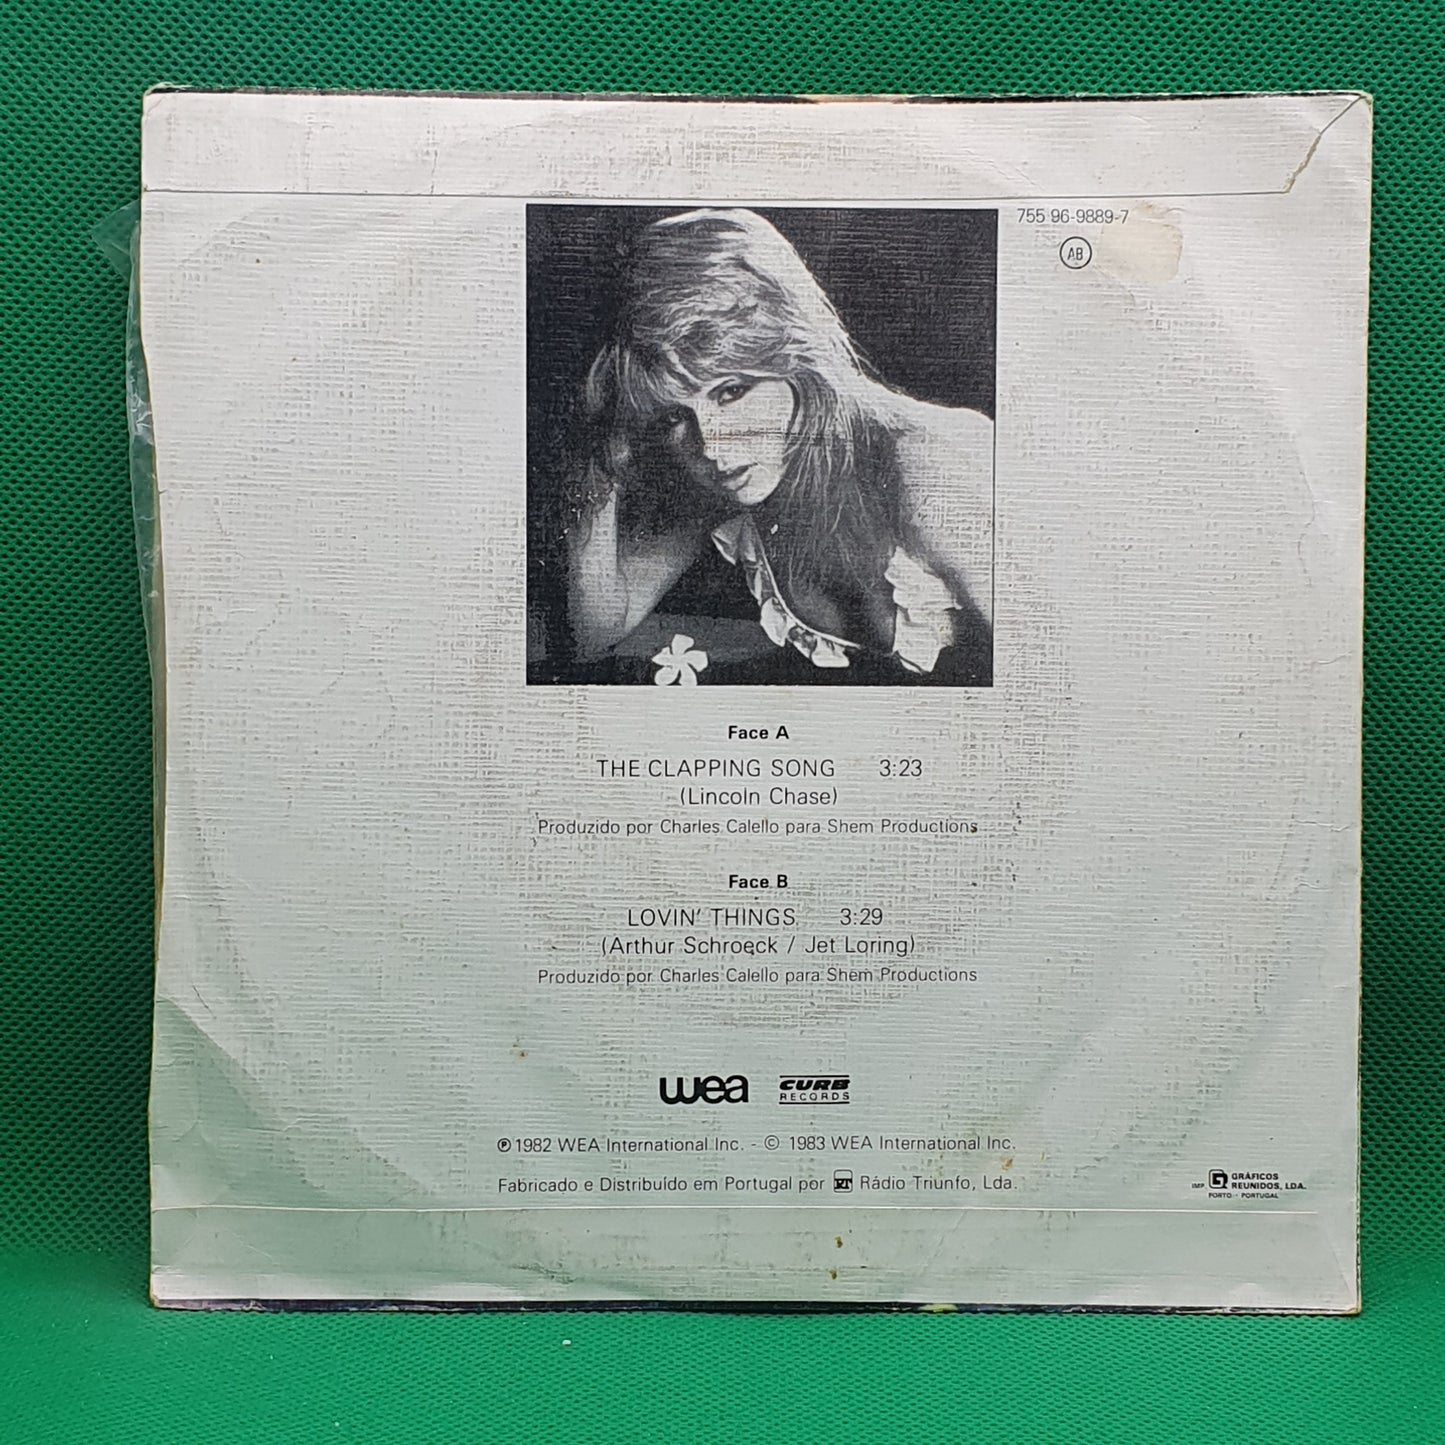 755 96-9889-7
AB
Face A
THE CLAPPING SONG 3:23
(Lincoln Chase)
Produzido por Charles Calello para Shem Productions
Face B
LOVIN' THINGS 3:29
(Arthur Schroeck / Jet Loring)
Produzido por Charles Calello para Shem Productions
wea CURB RECORDS
℗ 1982 WEA International Inc. - © 1983 WEA International Inc.
Fabricado e Distribuído em Portugal por RT Rádio Triunfo, Lda.
IMP. GRÁFICOS
REUNIDOS, LDA.
PORTO - PORTUGAL